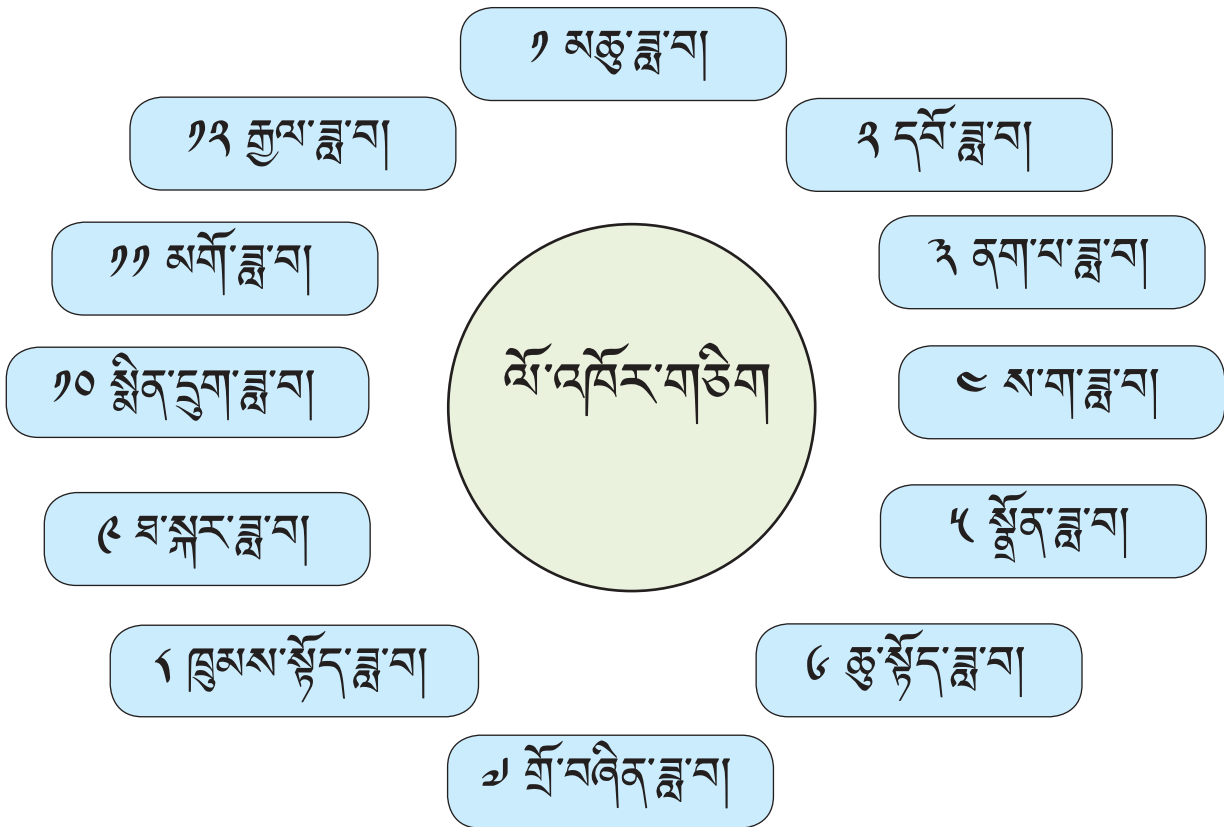 ༡ མཆུ་ཟླ་བ།
༢ དབོ་ཟླ་བ།
༣ ནག་པ་ཟླ་བ།
༤ ས་ག་ཟླ་བ།
༥ སྣྲོན་ཟླ་བ།
༦ ཆུ་སྟོད་ཟླ་བ།
༧ གྲོ་བཞིན་ཟླ་བ།
༨ ཁྲུམས་སྟོད་ཟླ་བ།
༩ ཐ་སྐར་ཟླ་བ།
༡༠ སྨིན་དྲུག་ཟླ་བ།
༡༡ མགོ་ཟླ་བ།
༡༢ རྒྱལ་ཟླ་བ།
ལོ་འཁོར་གཅིག